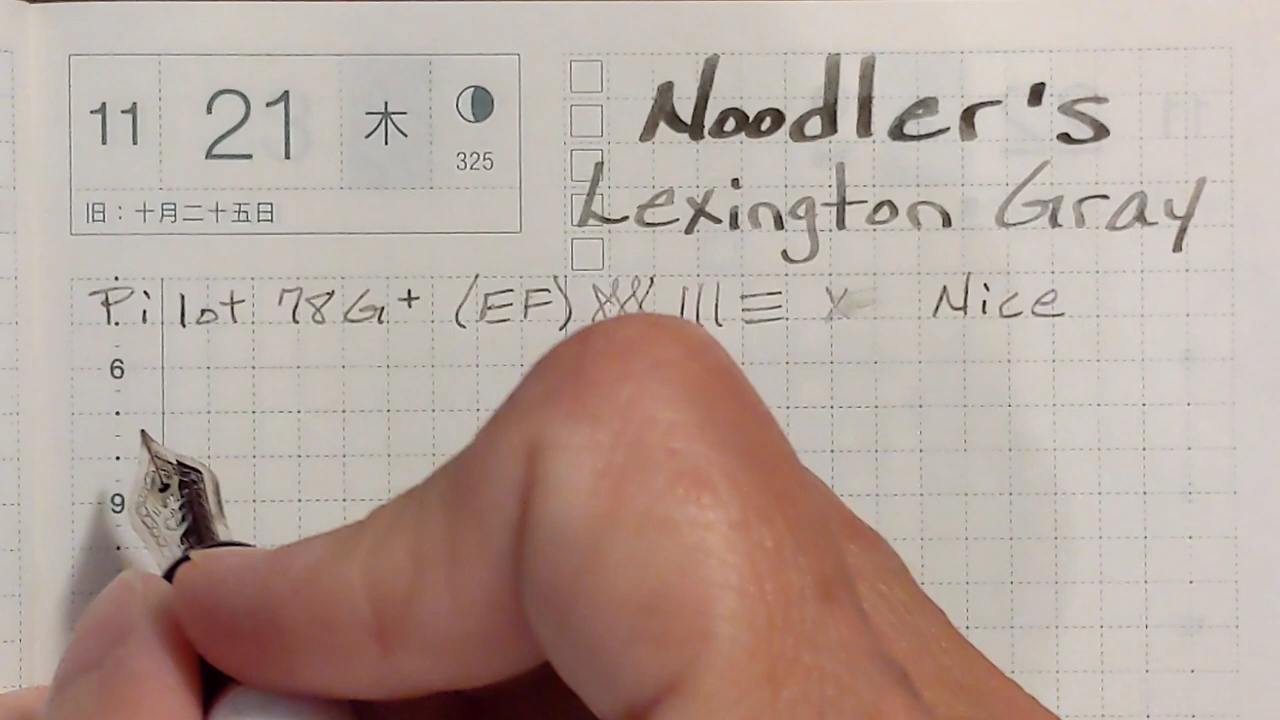 11 21 木
325
旧：十月二十五日
Noodler's
Lexington Gray
Pilot 78G+ (EF) Nice
6
9